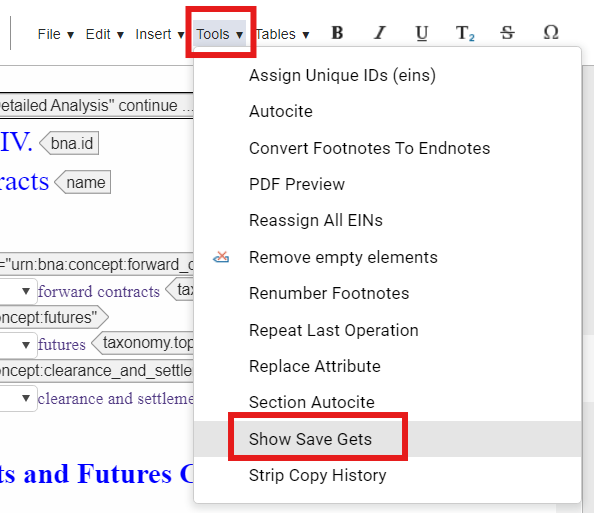 File ▾ Edit ▾ Insert ▾ Tools ▾ Tables ▾ B I U T₂ S Ω
etailed Analysis" continue ...
IV. bna.id
racts name
="urn:bna:concept:forward_c
forward contracts tax
oncept:futures"
futures taxonomy.top
oncept:clearance_and_settle
clearance and settleme
ts and Futures C
Assign Unique IDs (eins)
Autocite
Convert Footnotes To Endnotes
PDF Preview
Reassign All EINs
Remove empty elements
Renumber Footnotes
Repeat Last Operation
Replace Attribute
Section Autocite
Show Save Gets
Strip Copy History